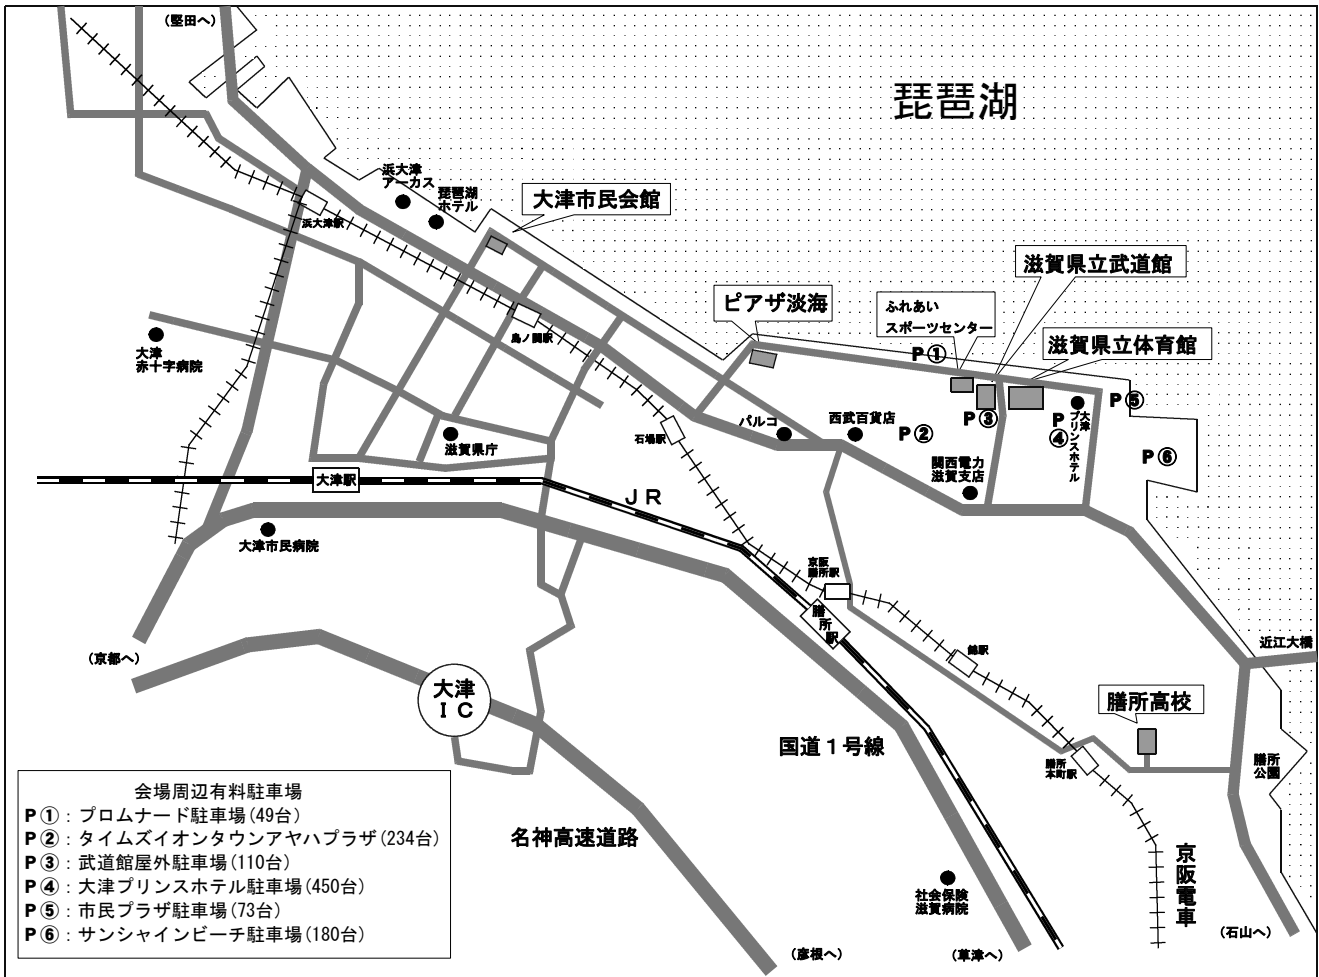 (堅田へ)
琵琶湖
浜大津
アーカス
琵琶湖
ホテル
大津市民会館
浜大津駅
滋賀県立武道館
ピアザ淡海
ふれあい
スポーツセンター
島ノ関駅
滋賀県立体育館
大津
赤十字病院
P①
P⑤
P③
P④
大津
プリンスホテル
パルコ
西武百貨店
P②
石場駅
滋賀県庁
P⑥
関西電力
滋賀支店
大津駅
JR
大津市民病院
京阪
膳所駅
膳所駅
(京都へ)
錦駅
近江大橋
大津
IC
膳所高校
国道1号線
膳所
本町駅
膳所
公園
会場周辺有料駐車場
P①:プロムナード駐車場(49台)
P②:タイムズイオンタウンアヤハプラザ(234台)
P③:武道館屋外駐車場(110台)
P④:大津プリンスホテル駐車場(450台)
P⑤:市民プラザ駐車場(73台)
P⑥:サンシャインビーチ駐車場(180台)
名神高速道路
京阪電車
社会保険
滋賀病院
(彦根へ)
(草津へ)
(石山へ)